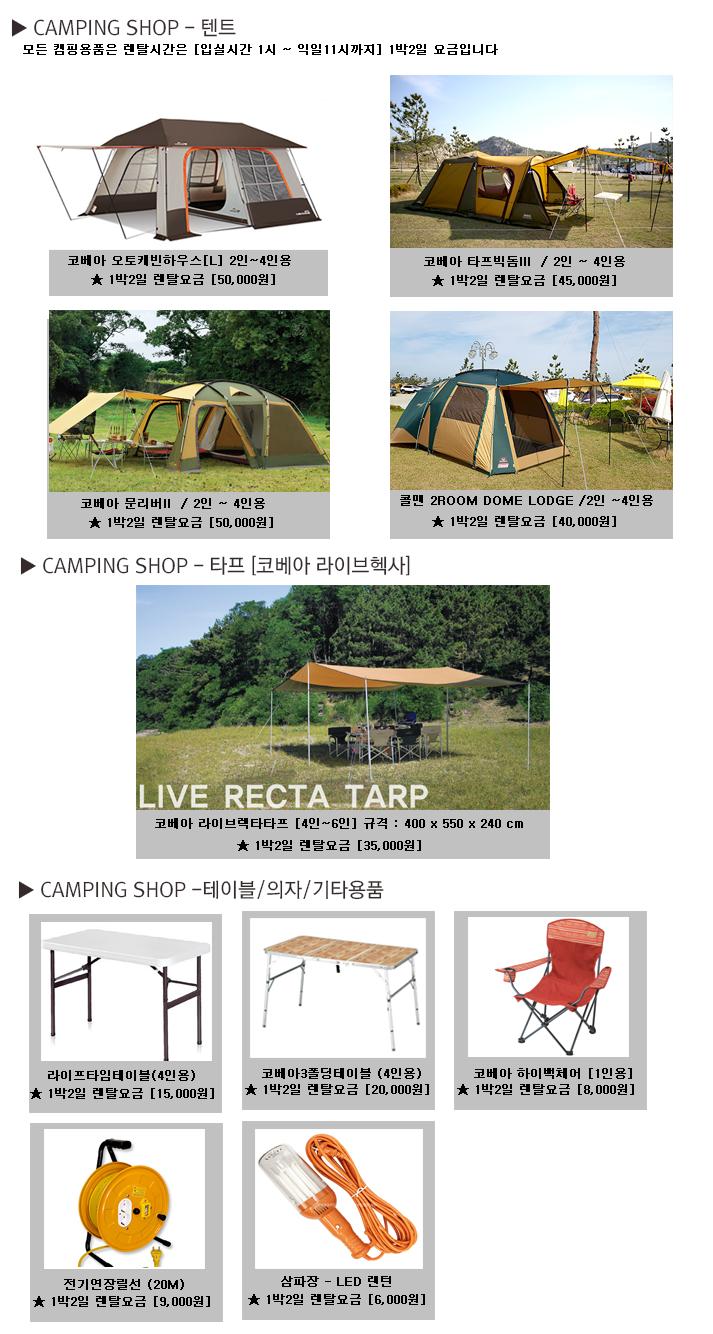 ▶ CAMPING SHOP - 텐트
모든 캠핑용품은 렌탈시간은 [입실시간 1시 ~ 익일11시까지] 1박2일 요금입니다
코베아 오토캐빈하우스[L] 2인~4인용
★ 1박2일 렌탈요금 [50,000원]
코베아 타프빅돔III / 2인 ~ 4인용
★ 1박2일 렌탈요금 [45,000원]
코베아 문리버II / 2인 ~ 4인용
★ 1박2일 렌탈요금 [50,000원]
콜맨 2ROOM DOME LODGE /2인 ~4인용
★ 1박2일 렌탈요금 [40,000원]
▶ CAMPING SHOP - 타프 [코베아 라이브헥사]
LIVE RECTA TARP
코베아 라이브렉타타프 [4인~6인] 규격 : 400 x 550 x 240 cm
★ 1박2일 렌탈요금 [35,000원]
▶ CAMPING SHOP -테이블/의자/기타용품
라이프타임테이블(4인용)
★ 1박2일 렌탈요금 [15,000원]
코베아3폴딩테이블 (4인용)
★ 1박2일 렌탈요금 [20,000원]
코베아 하이빽체어 [1인용]
★ 1박2일 렌탈요금 [8,000원]
전기연장릴선 (20M)
★ 1박2일 렌탈요금 [9,000원]
삼파장 - LED 랜턴
★ 1박2일 렌탈요금 [6,000원]